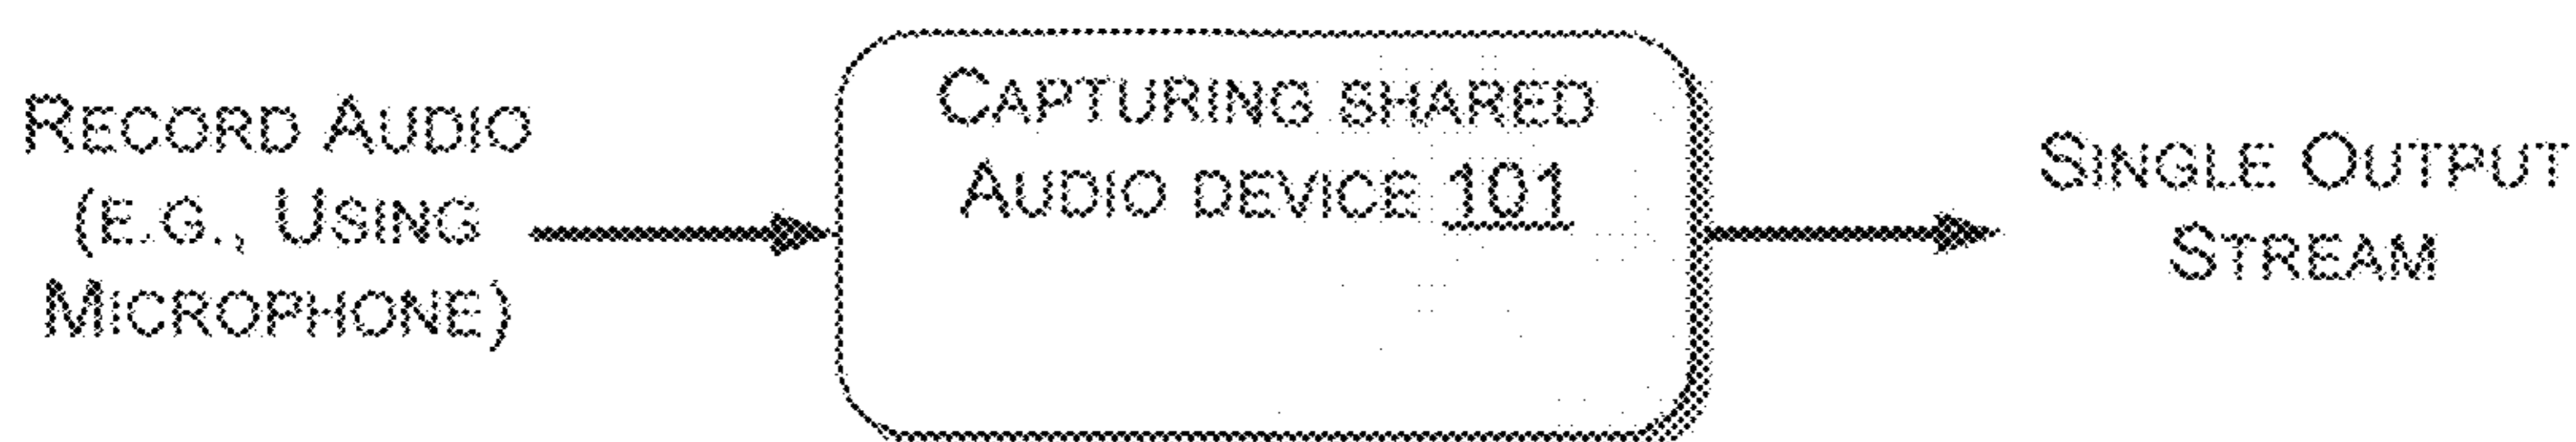 RECORD AUDIO
(E.G., USING
MICROPHONE)
CAPTURING SHARED
AUDIO DEVICE 101
SINGLE OUTPUT
STREAM